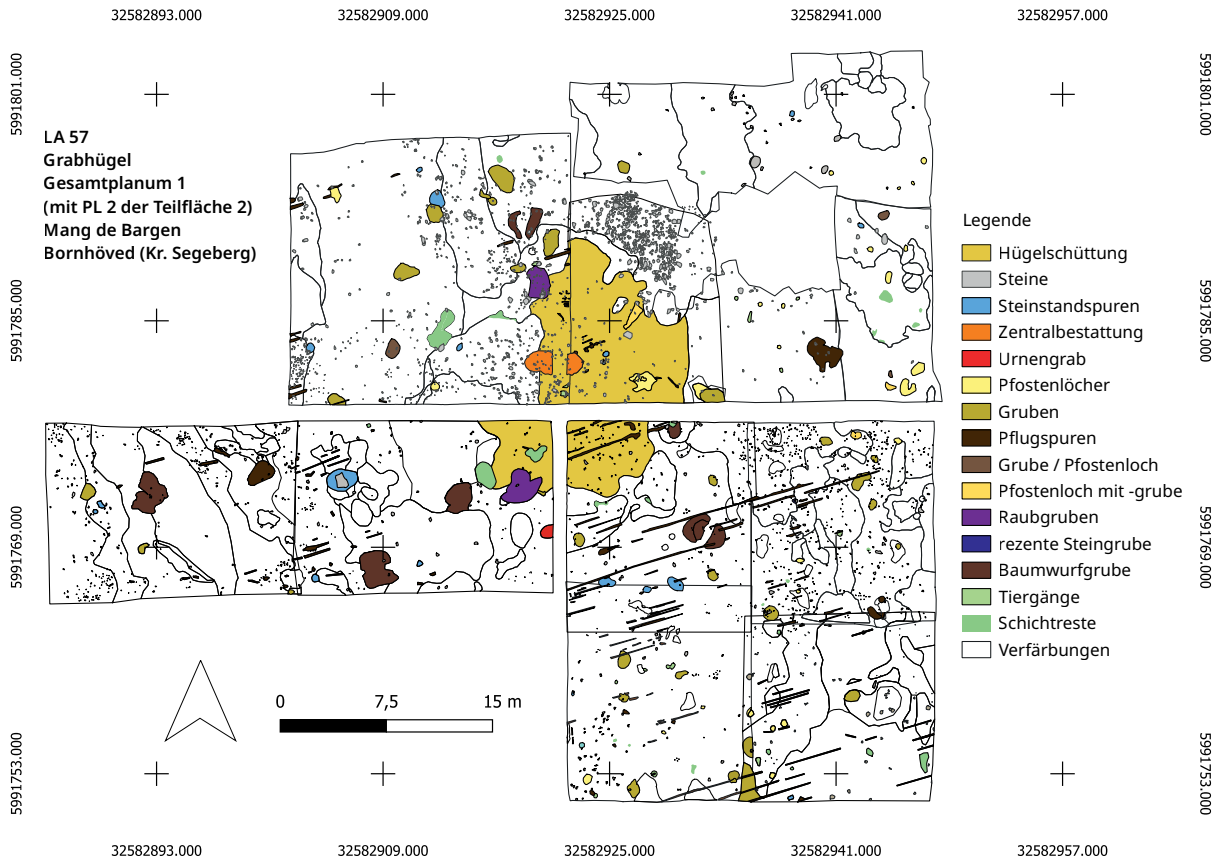 32582893.000 32582909.000 32582925.000 32582941.000 32582957.000
5991801.000
5991801.000
LA 57
Grabhügel
Gesamtplanum 1
(mit PL 2 der Teilfläche 2)
Mang de Bargen
Bornhöved (Kr. Segeberg)
5991785.000
5991785.000
Legende
Hügelschüttung
Steine
Steinstandspuren
Zentralbestattung
Urnengrab
Pfostenlöcher
Gruben
Pflugspuren
Grube / Pfostenloch
Pfostenloch mit -grube
Raubgruben
rezente Steingrube
Baumwurfgrube
Tiergänge
Schichtreste
Verfärbungen
5991769.000
5991769.000
0 7,5 15 m
5991753.000
5991753.000
32582893.000 32582909.000 32582925.000 32582941.000 32582957.000